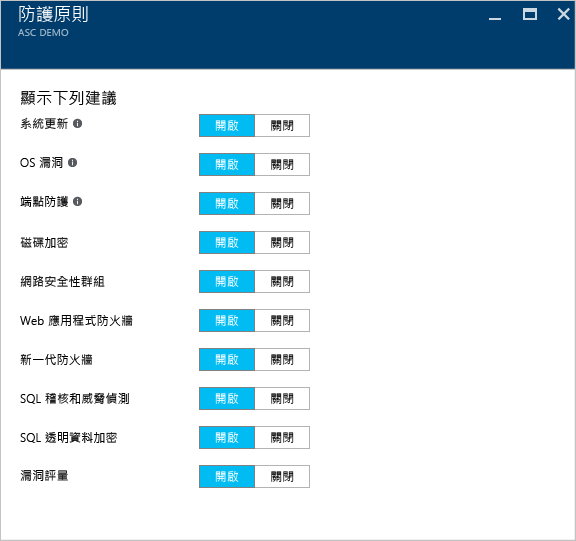 防護原則
ASC DEMO
顯示下列建議
系統更新 開啟 關閉
OS 漏洞 開啟 關閉
端點防護 開啟 關閉
磁碟加密 開啟 關閉
網路安全性群組 開啟 關閉
Web 應用程式防火牆 開啟 關閉
新一代防火牆 開啟 關閉
SQL 稽核和威脅偵測 開啟 關閉
SQL 透明資料加密 開啟 關閉
漏洞評量 開啟 關閉